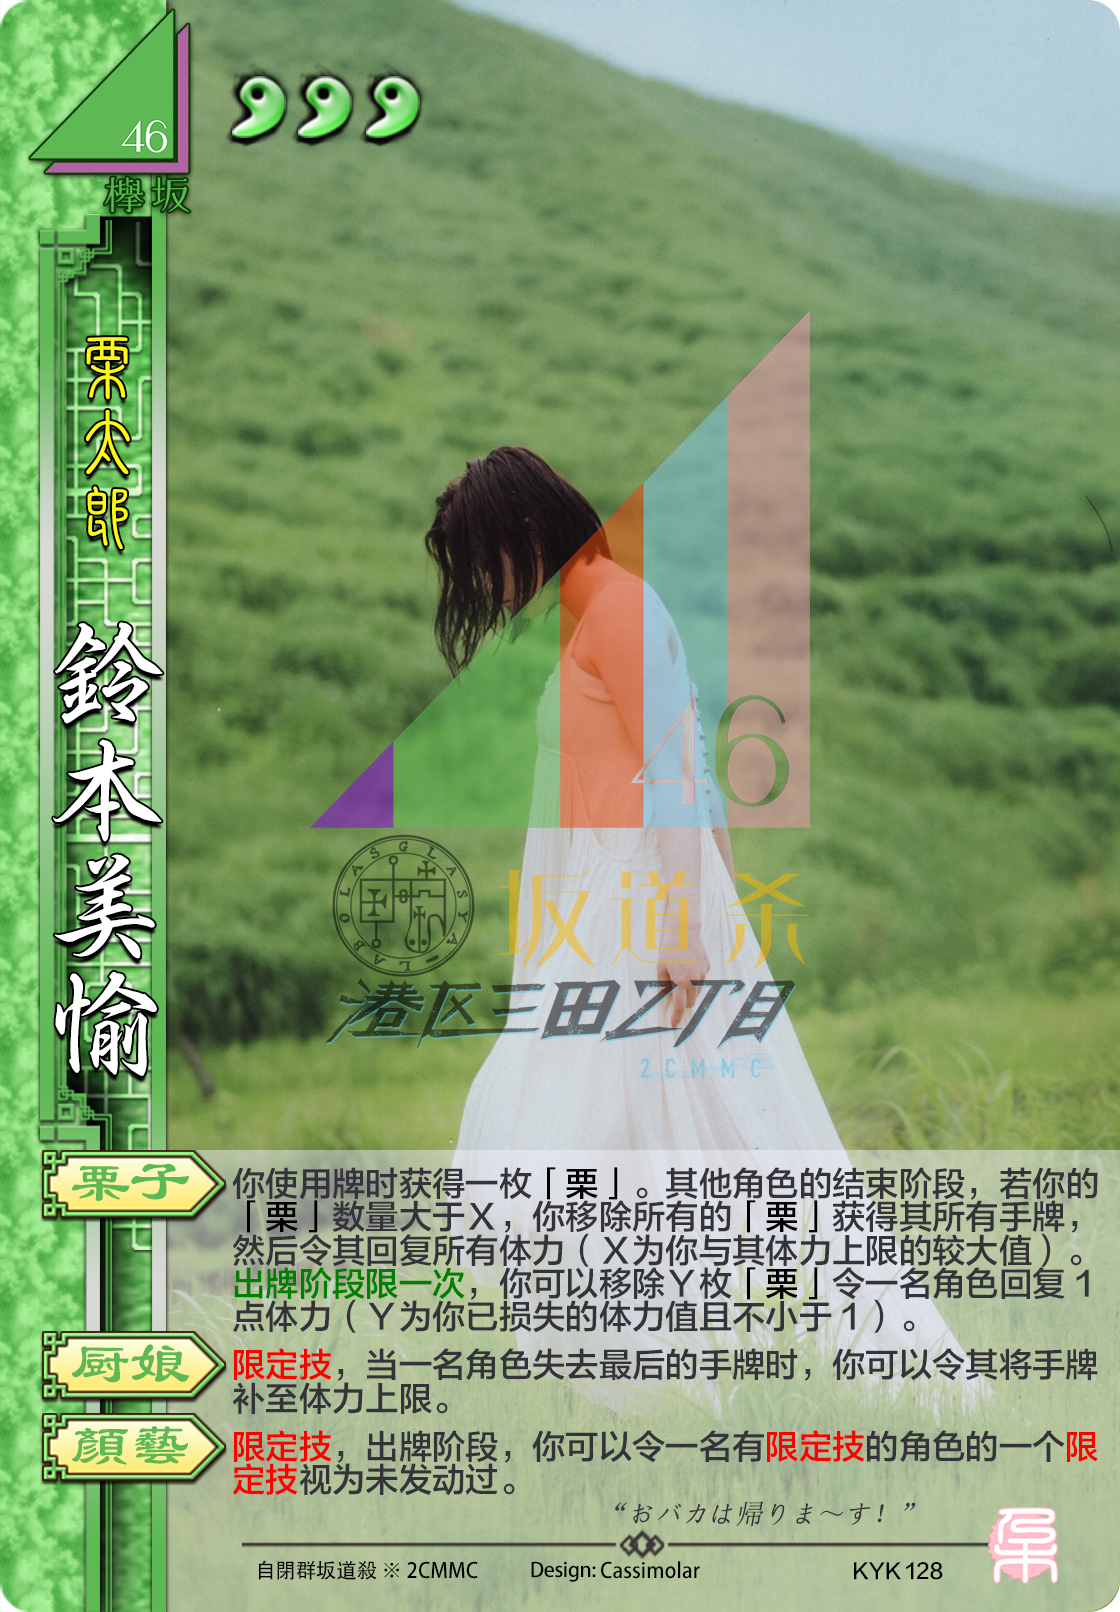 46
欅坂
栗太郎
鈴本美愉
46
GLASYA-LABOLAS
坂道杀
港区三田乙丁目
2CMMC
栗子
你使用牌时获得一枚「栗」。其他角色的结束阶段，若你的
「栗」数量大于X，你移除所有的「栗」获得其所有手牌，
然后令其回复所有体力（X为你与其体力上限的较大值）。
出牌阶段限一次，你可以移除Y枚「栗」令一名角色回复1
点体力（Y为你已损失的体力值且不小于1）。
厨娘
限定技，当一名角色失去最后的手牌时，你可以令其将手牌
补至体力上限。
顏藝
限定技，出牌阶段，你可以令一名有限定技的角色的一个限
定技视为未发动过。
“おバカは帰りま～す！”
自閉群坂道殺 ※ 2CMMC
Design: Cassimolar
KYK 128